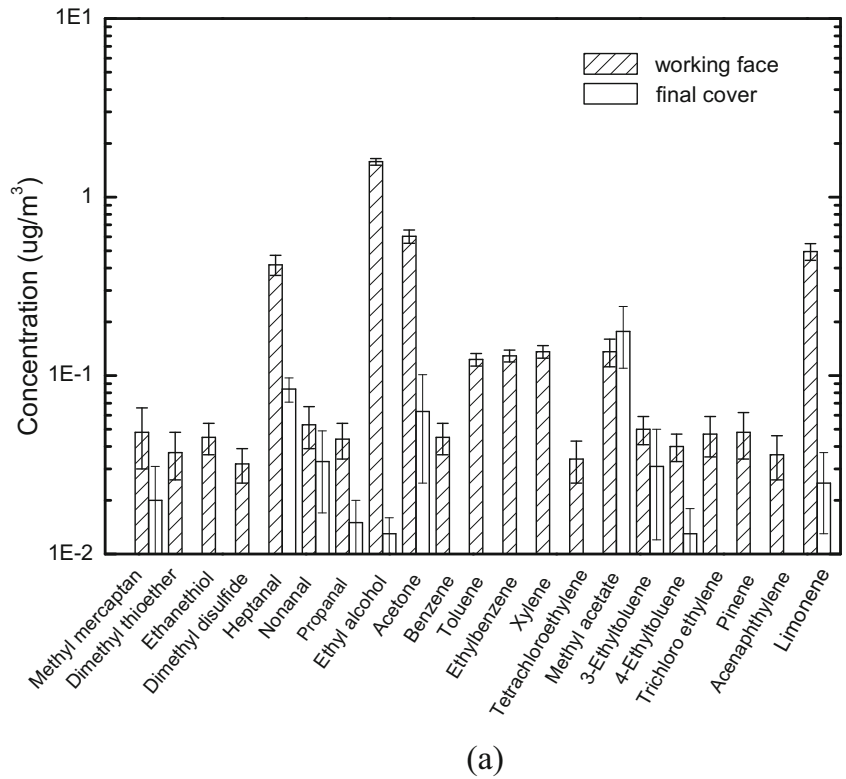 1E1
1
1E-1
1E-2
Concentration (ug/m³)
working face
final cover
Methyl mercaptan
Dimethyl thioether
Ethanethiol
Dimethyl disulfide
Heptanal
Nonanal
Propanal
Ethyl alcohol
Acetone
Benzene
Toluene
Ethylbenzene
Xylene
Tetrachloroethylene
Methyl acetate
3-Ethyltoluene
4-Ethyltoluene
Trichloro ethylene
Pinene
Acenaphthylene
Limonene
(a)